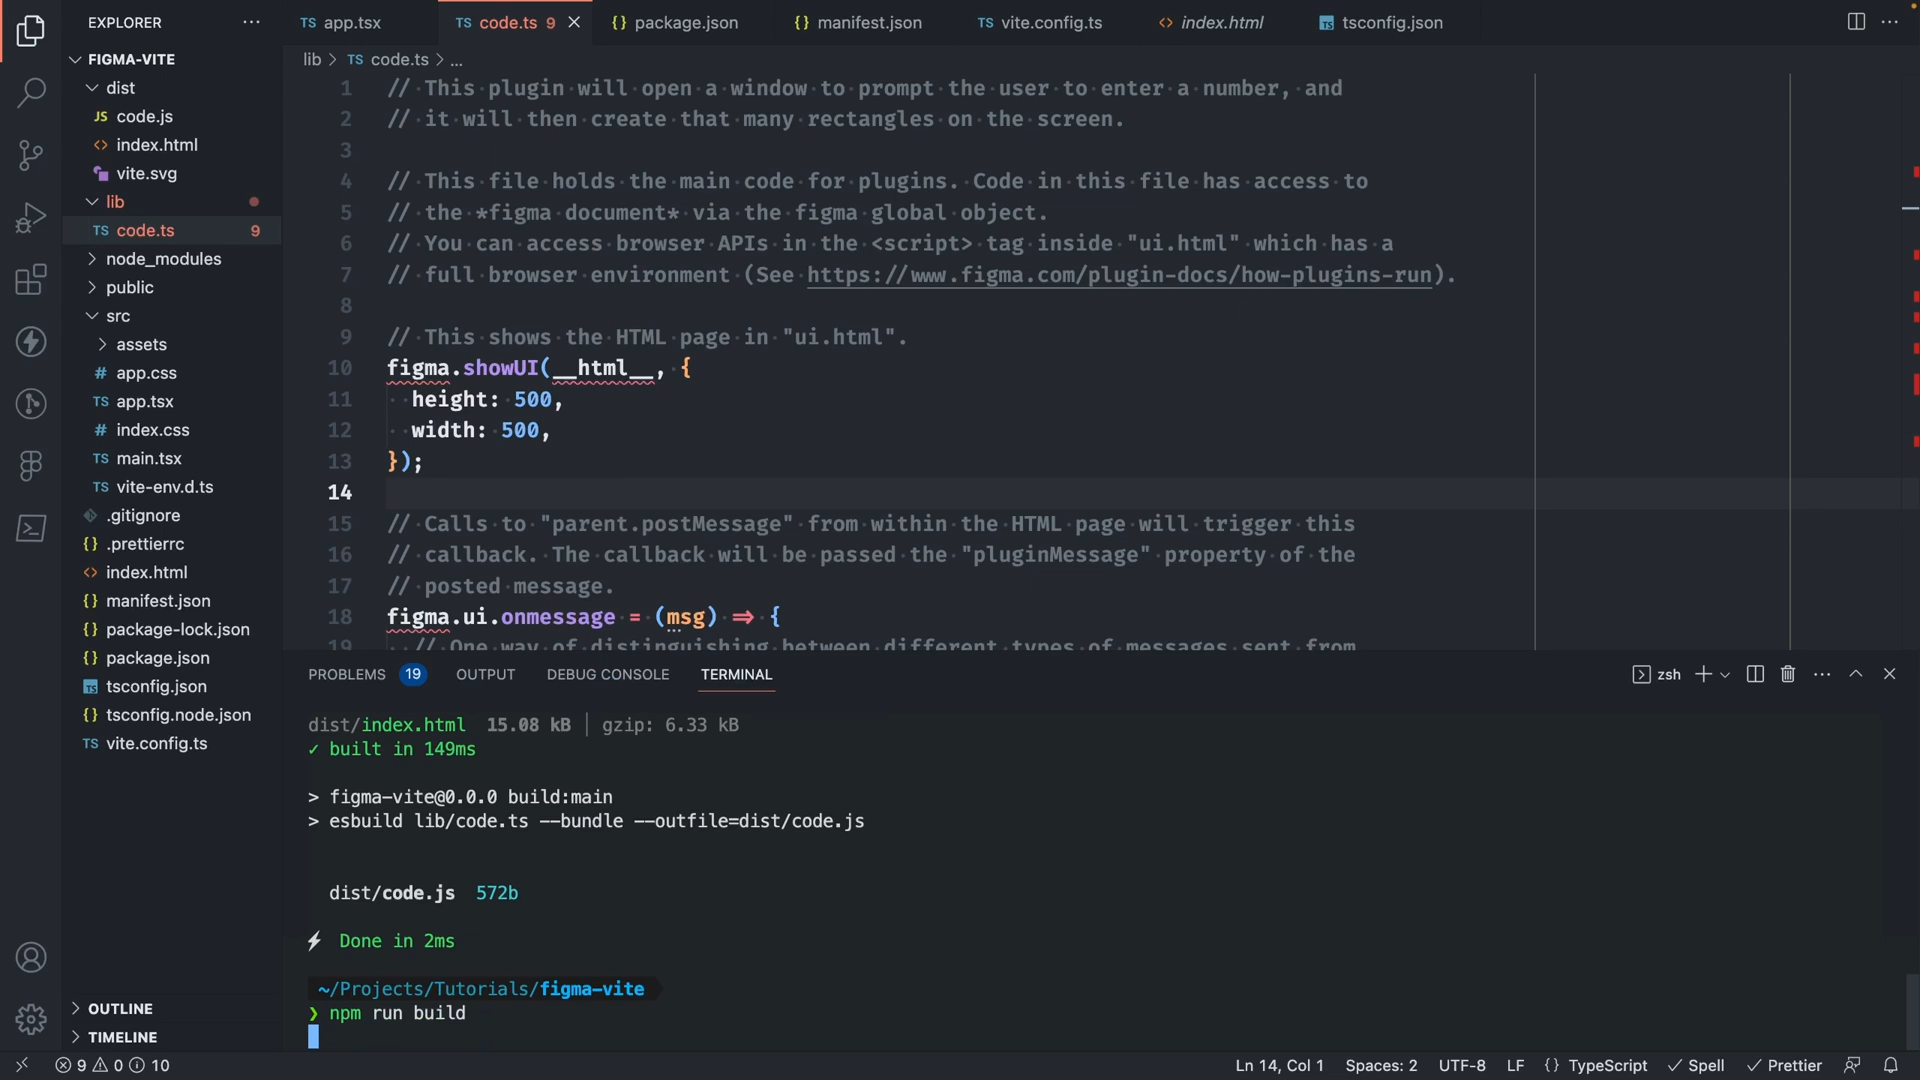 EXPLORER
FIGMA-VITE
dist
JS code.js
index.html
vite.svg
lib
TS code.ts 9
node_modules
public
src
assets
# app.css
TS app.tsx
# index.css
TS main.tsx
TS vite-env.d.ts
.gitignore
{} .prettierrc
<> index.html
{} manifest.json
{} package-lock.json
{} package.json
TS tsconfig.json
{} tsconfig.node.json
TS vite.config.ts
OUTLINE
TIMELINE
TS app.tsx
TS code.ts 9
{} package.json
{} manifest.json
TS vite.config.ts
<> index.html
TS tsconfig.json
lib > TS code.ts > ...
1 // This plugin will open a window to prompt the user to enter a number, and
2 // it will then create that many rectangles on the screen.
3
4 // This file holds the main code for plugins. Code in this file has access to
5 // the *figma document* via the figma global object.
6 // You can access browser APIs in the <script> tag inside "ui.html" which has a
7 // full browser environment (See https://www.figma.com/plugin-docs/how-plugins-run).
8
9 // This shows the HTML page in "ui.html".
10 figma.showUI(__html__, {
11 height: 500,
12 width: 500,
13 });
14
15 // Calls to "parent.postMessage" from within the HTML page will trigger this
16 // callback. The callback will be passed the "pluginMessage" property of the
17 // posted message.
18 figma.ui.onmessage = (msg) => {
19 // One way of distinguishing between different types of messages sent from
PROBLEMS 19 OUTPUT DEBUG CONSOLE TERMINAL
zsh
dist/index.html 15.08 kB │ gzip: 6.33 kB
✓ built in 149ms
> figma-vite@0.0.0 build:main
> esbuild lib/code.ts --bundle --outfile=dist/code.js
dist/code.js 572b
⚡ Done in 2ms
~/Projects/Tutorials/figma-vite
❯ npm run build
9 0 10
Ln 14, Col 1 Spaces: 2 UTF-8 LF {} TypeScript ✓ Spell ✓ Prettier